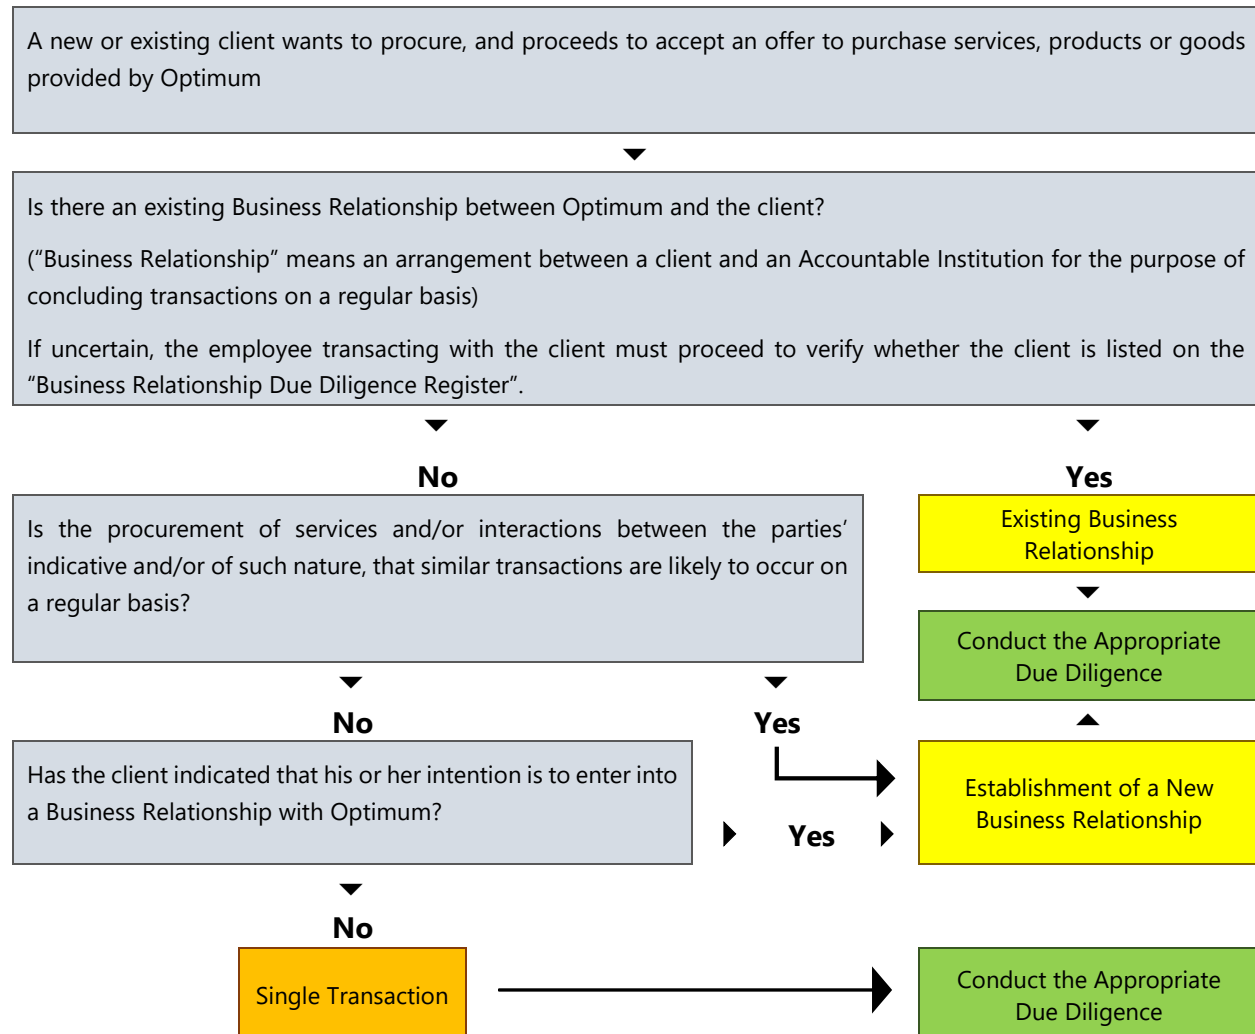 A new or existing client wants to procure, and proceeds to accept an offer to purchase services, products or goods
provided by Optimum
Is there an existing Business Relationship between Optimum and the client?
(“Business Relationship” means an arrangement between a client and an Accountable Institution for the purpose of
concluding transactions on a regular basis)
If uncertain, the employee transacting with the client must proceed to verify whether the client is listed on the
“Business Relationship Due Diligence Register”.
No
Yes
Is the procurement of services and/or interactions between the parties’
indicative and/or of such nature, that similar transactions are likely to occur on
a regular basis?
Existing Business
Relationship
Conduct the Appropriate
Due Diligence
No
Yes
Has the client indicated that his or her intention is to enter into
a Business Relationship with Optimum?
Yes
Establishment of a New
Business Relationship
No
Single Transaction
Conduct the Appropriate
Due Diligence